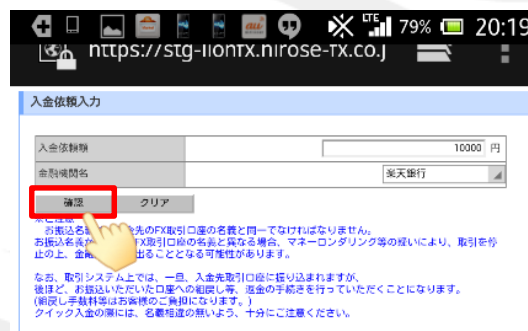 LTE 79% 20:19
https://stg-lionfx.hirose-fx.co.j
入金依頼入力
入金依頼額 10000 円
金融機関名 楽天銀行
確認 クリア
お振込名 先のFX取引口座の名義と同一でなければなりません。
お振込名義が FX取引口座の名義と異なる場合、マネーロンダリング等の疑いにより、取引を停
止の上、金融 出ることとなる可能性があります。
なお、取引システム上では、一旦、入金先取引口座に振り込まれますが、
後ほど、お振込いただいた口座への組戻し等、返金の手続きを行っていただくことになります。
(組戻し手数料等はお客様のご負担になります。)
クイック入金の際には、名義相違の無いよう、十分にご注意ください。